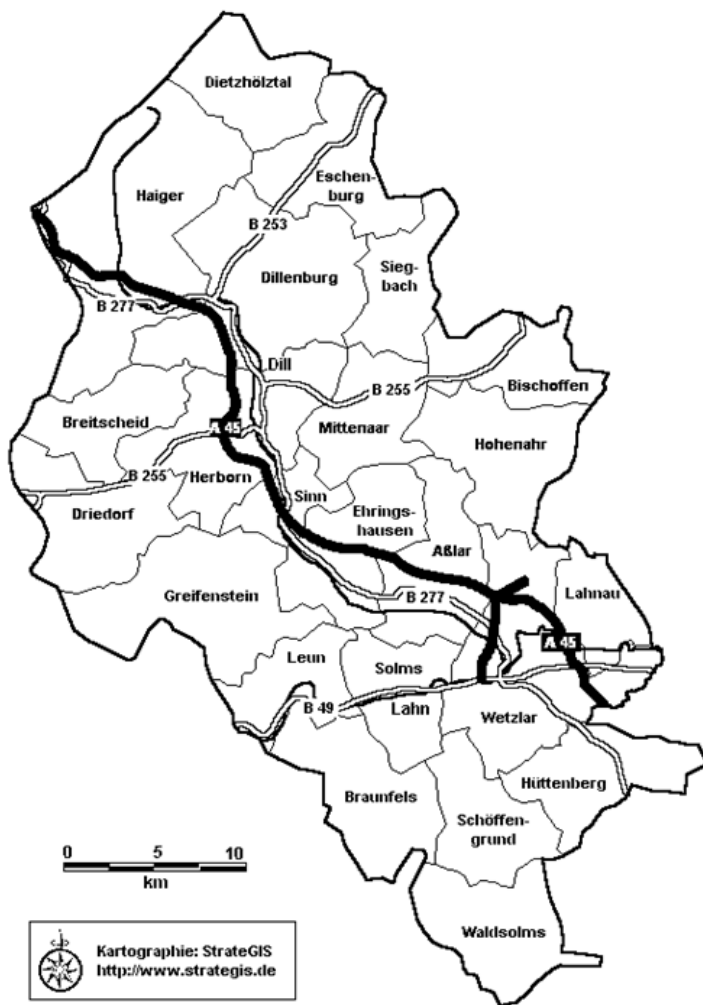 Dietzhölztal
Eschen-
burg
Haiger
B 253
Dillenburg
Sieg-
bach
B 277
Dill
B 255
Bischoffen
Breitscheid
A 45
Mittenaar
Hohenahr
B 255
Herborn
Sinn
Ehrings-
hausen
Driedorf
Aßlar
Greifenstein
B 277
Lahnau
A 45
Leun
Solms
B 49
Lahn
Wetzlar
Hüttenberg
Braunfels
Schöffen-
grund
0 5 10
km
Waldsolms
Kartographie: StrateGIS
http://www.strategis.de